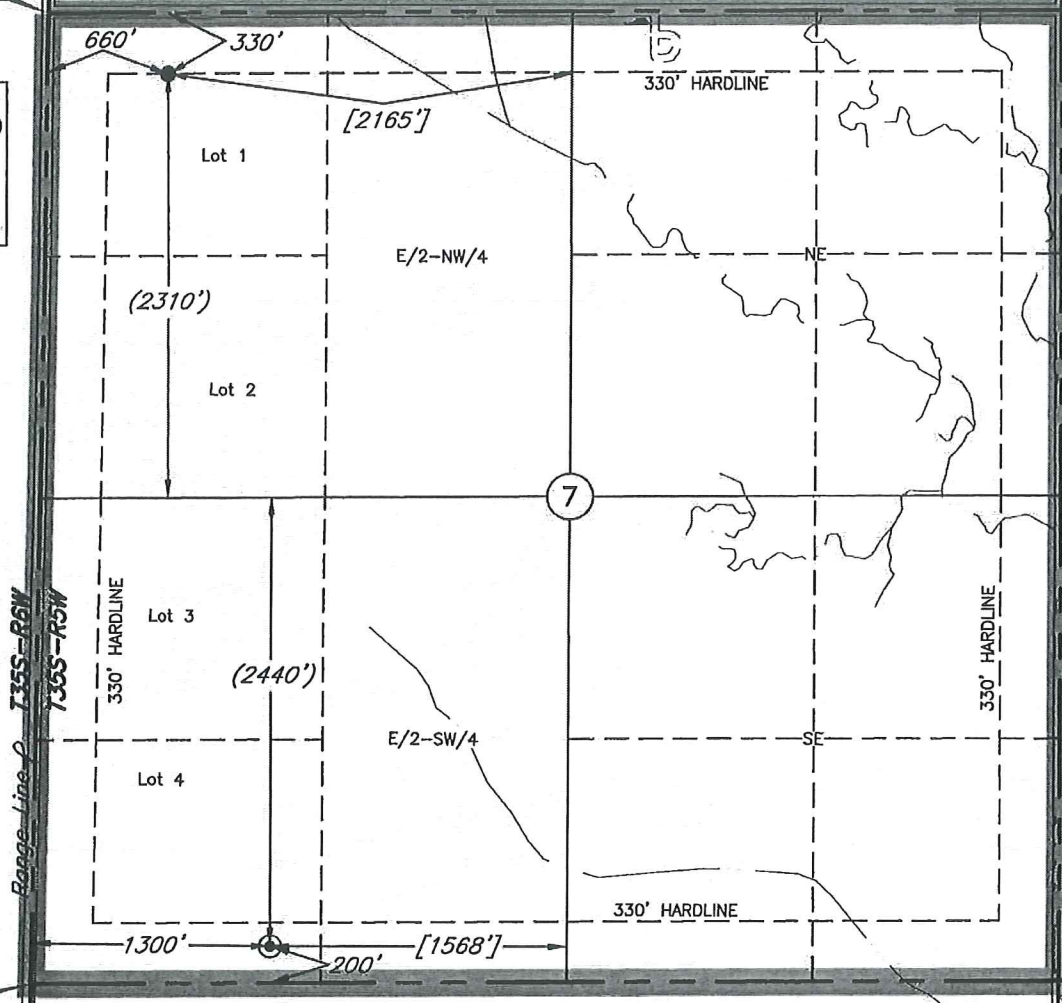 660'
330'
330' HARDLINE
[2165']
Lot 1
E/2-NW/4
NE
(2310')
Lot 2
7
T35S-R6W
T35S-R5W
330' HARDLINE
Lot 3
330' HARDLINE
(2440')
E/2-SW/4
SE
Lot 4
Range Line
330' HARDLINE
1300'
[1568']
200'